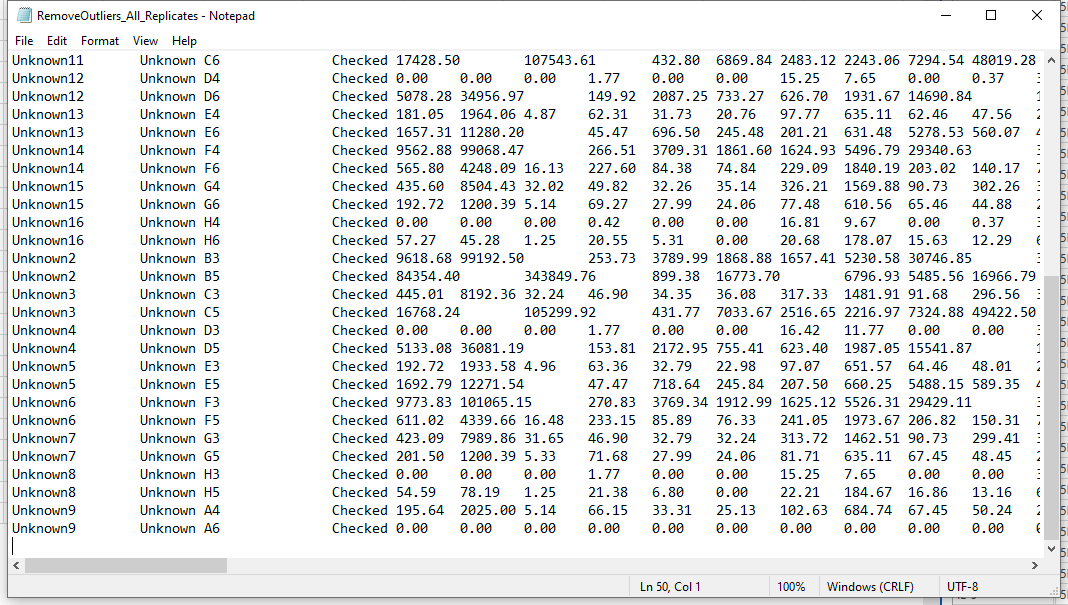 RemoveOutliers_All_Replicates - Notepad
File Edit Format View Help
Unknown11 Unknown C6 Checked 17428.50 107543.61 432.80 6869.84 2483.12 2243.06 7294.54 48019.28
Unknown12 Unknown D4 Checked 0.00 0.00 0.00 1.77 0.00 0.00 15.25 7.65 0.00 0.37
Unknown12 Unknown D6 Checked 5078.28 34956.97 149.92 2087.25 733.27 626.70 1931.67 14690.84
Unknown13 Unknown E4 Checked 181.05 1964.06 4.87 62.31 31.73 20.76 97.77 635.11 62.46 47.56
Unknown13 Unknown E6 Checked 1657.31 11280.20 45.47 696.50 245.48 201.21 631.48 5278.53 560.07
Unknown14 Unknown F4 Checked 9562.88 99068.47 266.51 3709.31 1861.60 1624.93 5496.79 29340.63
Unknown14 Unknown F6 Checked 565.80 4248.09 16.13 227.60 84.38 74.84 229.09 1840.19 203.02 140.17
Unknown15 Unknown G4 Checked 435.60 8504.43 32.02 49.82 32.26 35.14 326.21 1569.88 90.73 302.26
Unknown15 Unknown G6 Checked 192.72 1200.39 5.14 69.27 27.99 24.06 77.48 610.56 65.46 44.88
Unknown16 Unknown H4 Checked 0.00 0.00 0.00 0.42 0.00 0.00 16.81 9.67 0.00 0.37
Unknown16 Unknown H6 Checked 57.27 45.28 1.25 20.55 5.31 0.00 20.68 178.07 15.63 12.29
Unknown2 Unknown B3 Checked 9618.68 99192.50 253.73 3789.99 1868.88 1657.41 5230.58 30746.85
Unknown2 Unknown B5 Checked 84354.40 343849.76 899.38 16773.70 6796.93 5485.56 16966.79
Unknown3 Unknown C3 Checked 445.01 8192.36 32.24 46.90 34.35 36.08 317.33 1481.91 91.68 296.56
Unknown3 Unknown C5 Checked 16768.24 105299.92 431.77 7033.67 2516.65 2216.97 7324.88 49422.50
Unknown4 Unknown D3 Checked 0.00 0.00 0.00 1.77 0.00 0.00 16.42 11.77 0.00 0.00
Unknown4 Unknown D5 Checked 5133.08 36081.19 153.81 2172.95 755.41 623.40 1987.05 15541.87
Unknown5 Unknown E3 Checked 192.72 1933.58 4.96 63.36 32.79 22.98 97.07 651.57 64.46 48.01
Unknown5 Unknown E5 Checked 1692.79 12271.54 47.47 718.64 245.84 207.50 660.25 5488.15 589.35
Unknown6 Unknown F3 Checked 9773.83 101065.15 270.83 3769.34 1912.99 1625.12 5526.31 29429.11
Unknown6 Unknown F5 Checked 611.02 4339.66 16.48 233.15 85.89 76.33 241.05 1973.67 206.82 150.31
Unknown7 Unknown G3 Checked 423.09 7989.86 31.65 46.90 32.79 32.24 313.72 1462.51 90.73 299.41
Unknown7 Unknown G5 Checked 201.50 1200.39 5.33 71.68 27.99 24.06 81.71 635.11 67.45 48.45
Unknown8 Unknown H3 Checked 0.00 0.00 0.00 1.77 0.00 0.00 15.25 7.65 0.00 0.00
Unknown8 Unknown H5 Checked 54.59 78.19 1.25 21.38 6.80 0.00 22.21 184.67 16.86 13.16
Unknown9 Unknown A4 Checked 195.64 2025.00 5.14 66.15 33.31 25.13 102.63 684.74 67.45 50.24
Unknown9 Unknown A6 Checked 0.00 0.00 0.00 0.00 0.00 0.00 0.00 0.00 0.00 0.00
Ln 50, Col 1 100% Windows (CRLF) UTF-8